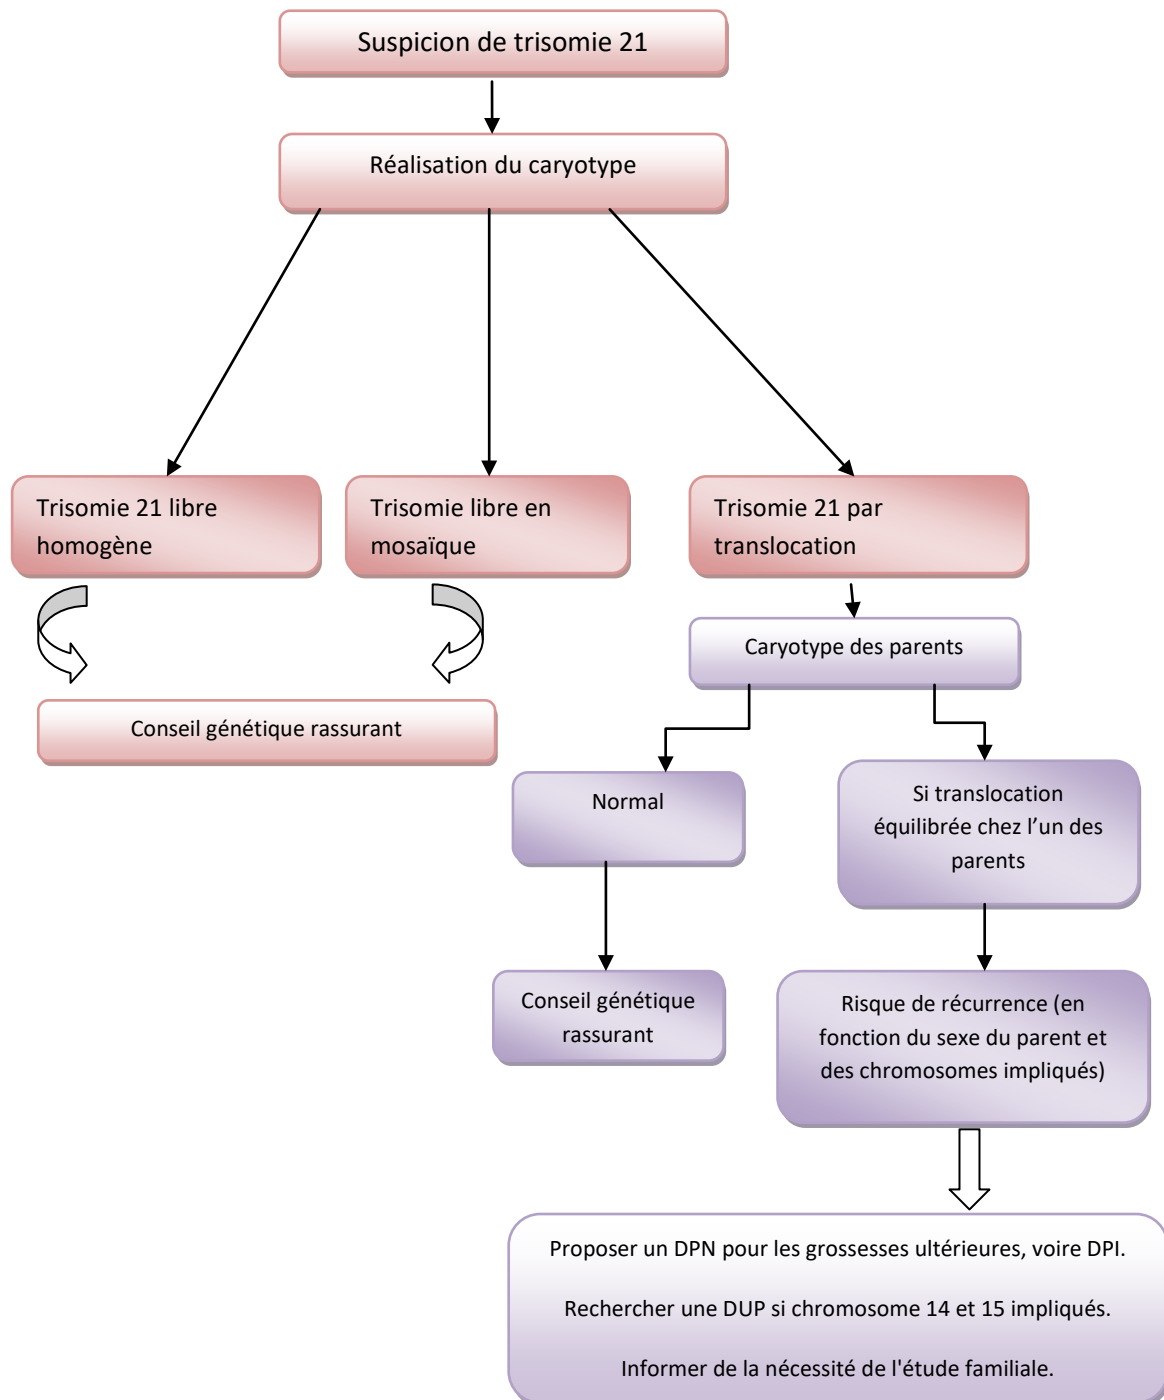 Suspicion de trisomie 21
Réalisation du caryotype
Trisomie 21 libre
homogène
Trisomie libre en
mosaïque
Trisomie 21 par
translocation
Caryotype des parents
Conseil génétique rassurant
Normal
Si translocation
équilibrée chez l’un des
parents
Conseil génétique
rassurant
Risque de récurrence (en
fonction du sexe du parent et
des chromosomes impliqués)
Proposer un DPN pour les grossesses ultérieures, voire DPI.
Rechercher une DUP si chromosome 14 et 15 impliqués.
Informer de la nécessité de l'étude familiale.